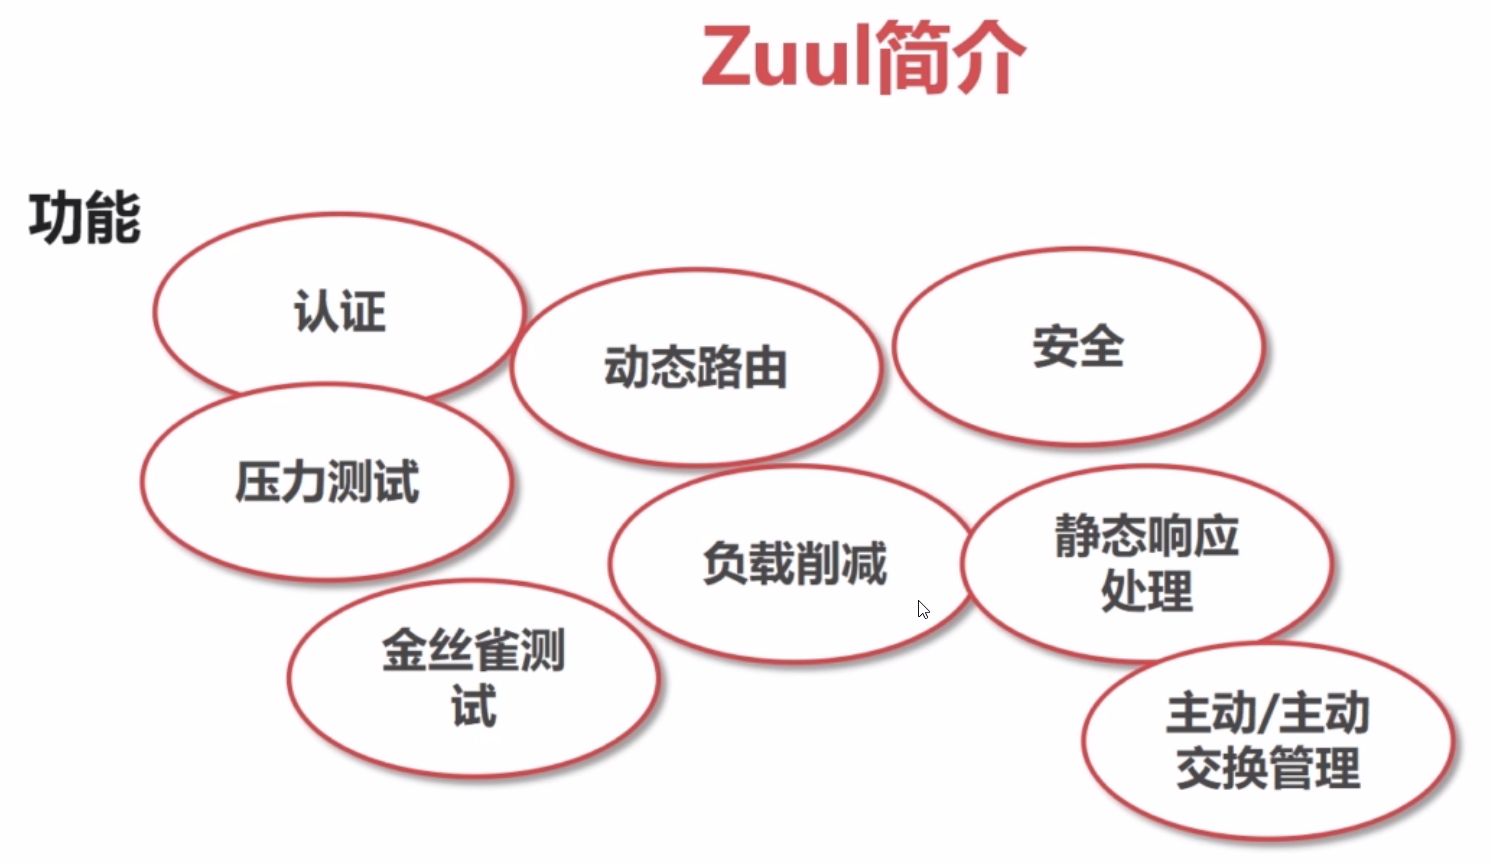 Zuul简介
功能
认证
动态路由
安全
压力测试
负载削减
静态响应
处理
金丝雀测
试
主动/主动
交换管理